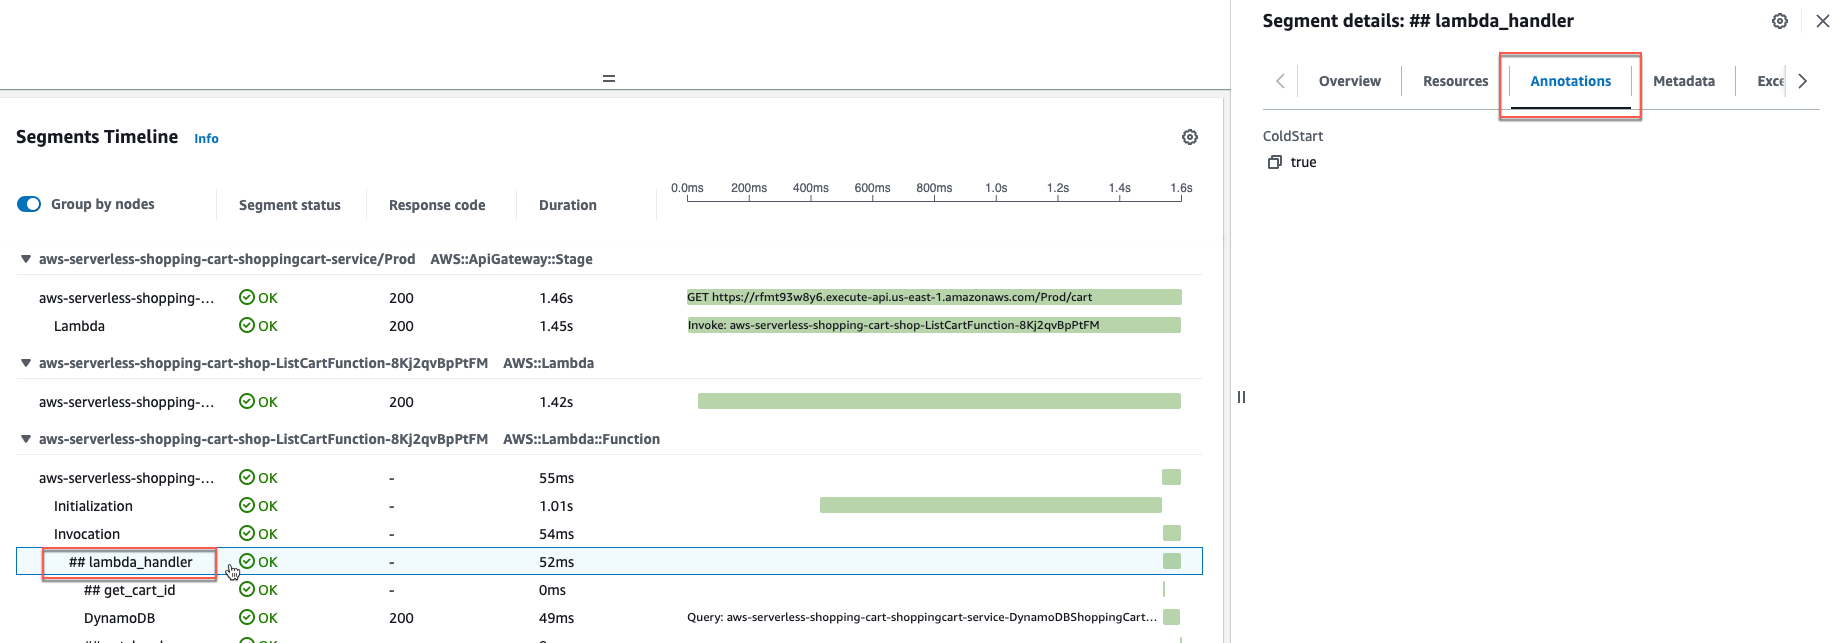 Segment details: ## lambda_handler
Overview Resources Annotations Metadata Exce
ColdStart
true
Segments Timeline Info
Group by nodes Segment status Response code Duration 0.0ms 200ms 400ms 600ms 800ms 1.0s 1.2s 1.4s 1.6s
aws-serverless-shopping-cart-shoppingcart-service/Prod AWS::ApiGateway::Stage
aws-serverless-shopping-... OK 200 1.46s GET https://rfmt93w8y6.execute-api.us-east-1.amazonaws.com/Prod/cart
Lambda OK 200 1.45s Invoke: aws-serverless-shopping-cart-shop-ListCartFunction-8Kj2qvBpPtFM
aws-serverless-shopping-cart-shop-ListCartFunction-8Kj2qvBpPtFM AWS::Lambda
aws-serverless-shopping-... OK 200 1.42s
aws-serverless-shopping-cart-shop-ListCartFunction-8Kj2qvBpPtFM AWS::Lambda::Function
aws-serverless-shopping-... OK - 55ms
Initialization OK - 1.01s
Invocation OK - 54ms
## lambda_handler OK - 52ms
## get_cart_id OK - 0ms
DynamoDB OK 200 49ms Query: aws-serverless-shopping-cart-shoppingcart-service-DynamoDBShoppingCart...